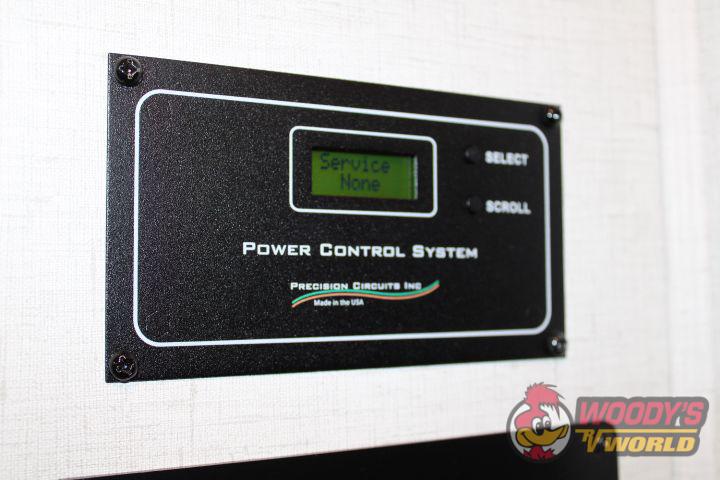 Service
None
SELECT
SCROLL
POWER CONTROL SYSTEM
PRECISION CIRCUITS INC
Made in the USA
WOODY'S
RV WORLD